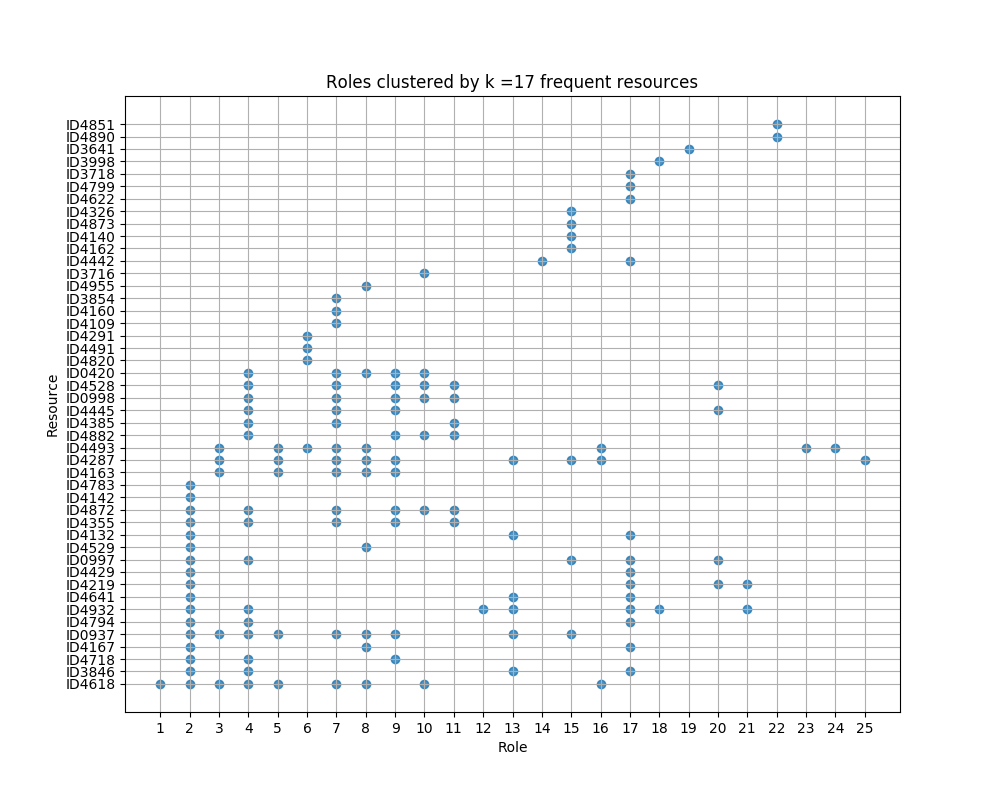 Roles clustered by k =17 frequent resources
ID4851
ID4890
ID3641
ID3998
ID3718
ID4799
ID4622
ID4326
ID4873
ID4140
ID4162
ID4442
ID3716
ID4955
ID3854
ID4160
ID4109
ID4291
ID4491
ID4820
ID0420
ID4528
ID0998
ID4445
ID4385
ID4882
ID4493
ID4287
ID4163
ID4783
ID4142
ID4872
ID4355
ID4132
ID4529
ID0997
ID4429
ID4219
ID4641
ID4932
ID4794
ID0937
ID4167
ID4718
ID3846
ID4618
Resource
1 2 3 4 5 6 7 8 9 10 11 12 13 14 15 16 17 18 19 20 21 22 23 24 25
Role